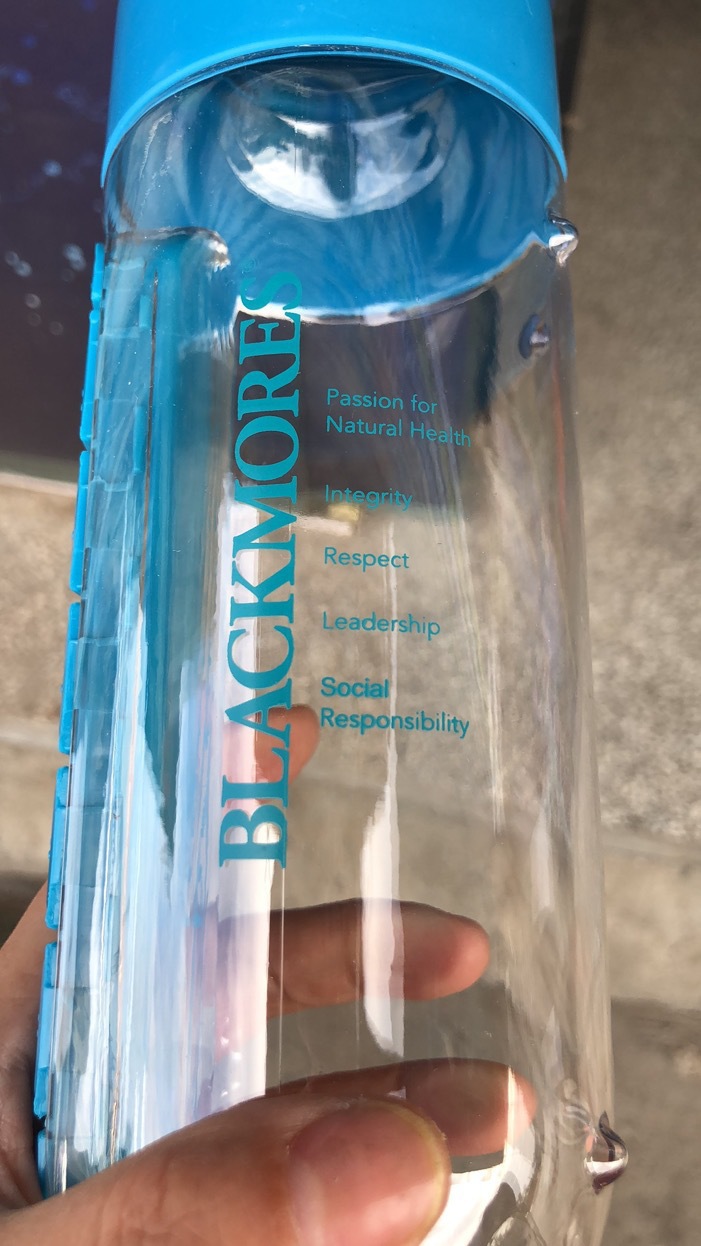 BLACKMORES
Passion for
Natural Health
Integrity
Respect
Leadership
Social
Responsibility